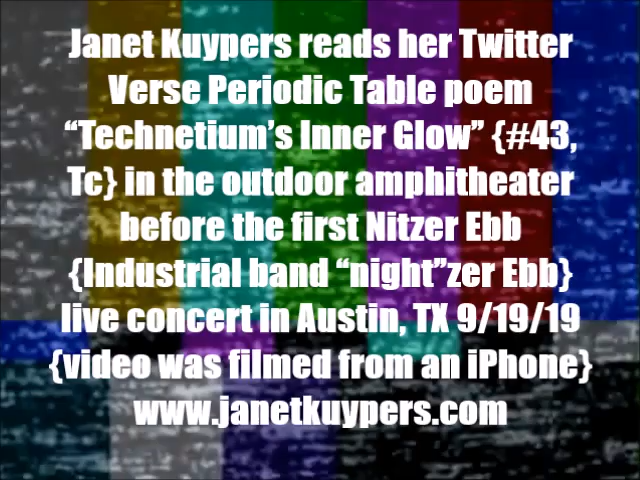 Janet Kuypers reads her Twitter
Verse Periodic Table poem
“Technetium’s Inner Glow” {#43,
Tc} in the outdoor amphitheater
before the first Nitzer Ebb
{Industrial band “night”zer Ebb}
live concert in Austin, TX 9/19/19
{video was filmed from an iPhone}
www.janetkuypers.com